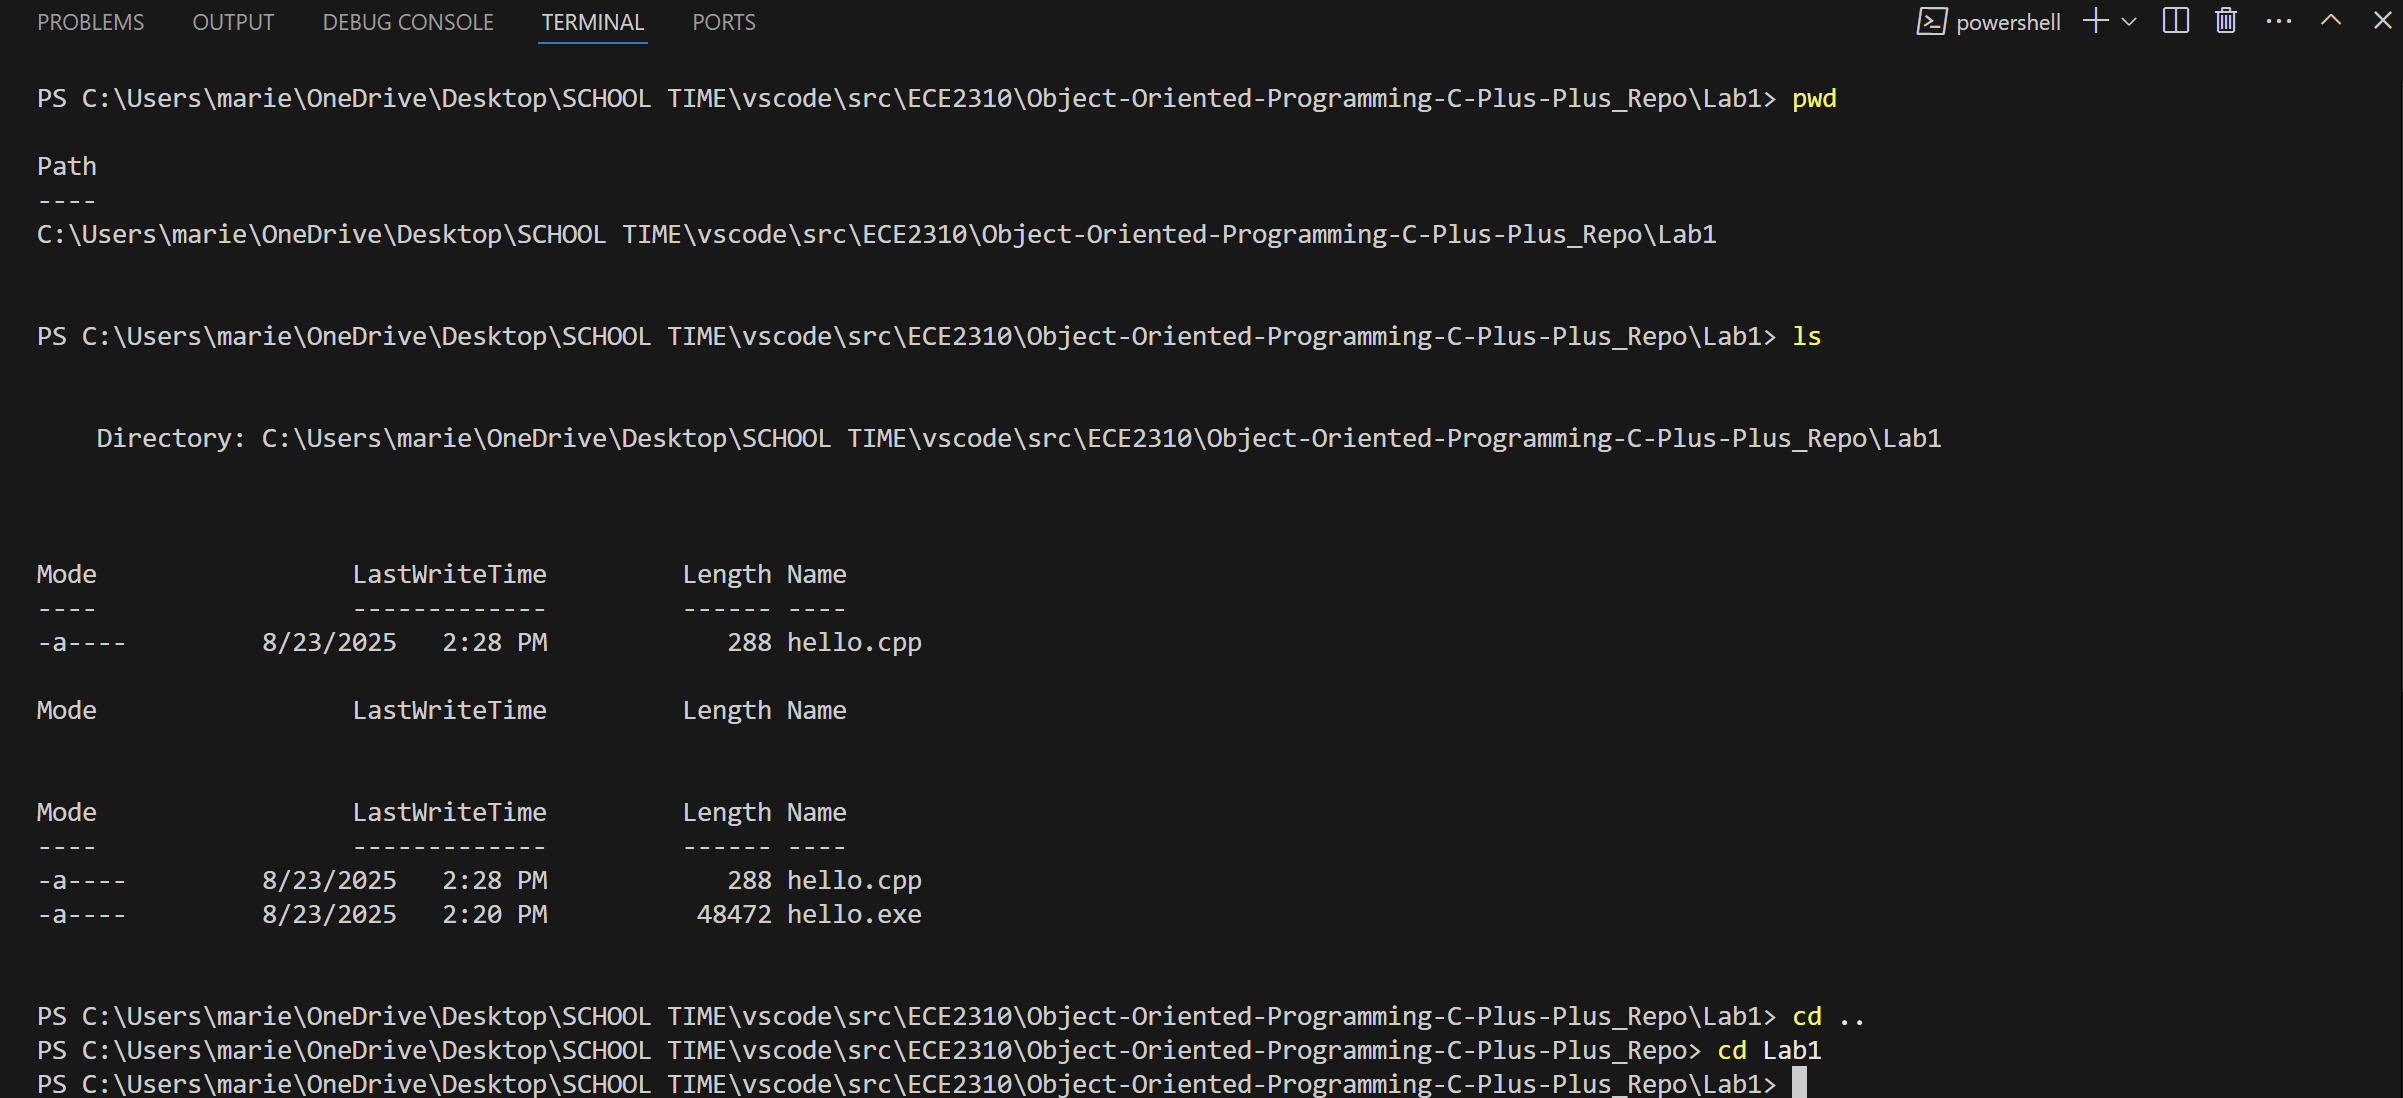 PROBLEMS OUTPUT DEBUG CONSOLE TERMINAL PORTS powershell
PS C:\Users\marie\OneDrive\Desktop\SCHOOL TIME\vscode\src\ECE2310\Object-Oriented-Programming-C-Plus-Plus_Repo\Lab1> pwd
Path
----
C:\Users\marie\OneDrive\Desktop\SCHOOL TIME\vscode\src\ECE2310\Object-Oriented-Programming-C-Plus-Plus_Repo\Lab1
PS C:\Users\marie\OneDrive\Desktop\SCHOOL TIME\vscode\src\ECE2310\Object-Oriented-Programming-C-Plus-Plus_Repo\Lab1> ls
    Directory: C:\Users\marie\OneDrive\Desktop\SCHOOL TIME\vscode\src\ECE2310\Object-Oriented-Programming-C-Plus-Plus_Repo\Lab1
Mode                 LastWriteTime         Length Name
----                 -------------         ------ ----
-a----         8/23/2025   2:28 PM            288 hello.cpp
Mode                 LastWriteTime         Length Name
Mode                 LastWriteTime         Length Name
----                 -------------         ------ ----
-a----         8/23/2025   2:28 PM            288 hello.cpp
-a----         8/23/2025   2:20 PM          48472 hello.exe
PS C:\Users\marie\OneDrive\Desktop\SCHOOL TIME\vscode\src\ECE2310\Object-Oriented-Programming-C-Plus-Plus_Repo\Lab1> cd ..
PS C:\Users\marie\OneDrive\Desktop\SCHOOL TIME\vscode\src\ECE2310\Object-Oriented-Programming-C-Plus-Plus_Repo> cd Lab1
PS C:\Users\marie\OneDrive\Desktop\SCHOOL TIME\vscode\src\ECE2310\Object-Oriented-Programming-C-Plus-Plus_Repo\Lab1>